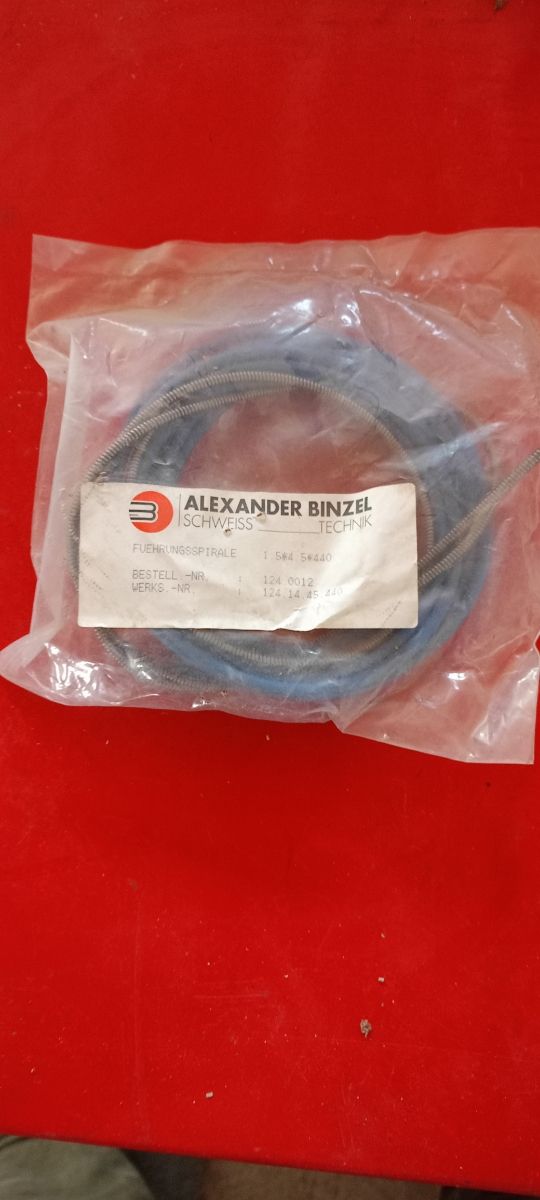 ALEXANDER BINZEL
SCHWEISS TECHNIK
FUEHRUNGSSPIRALE 1.5*4.5*440
BESTELL.-NR. : 124.0012
WERKS.-NR. : 124.14.45.440